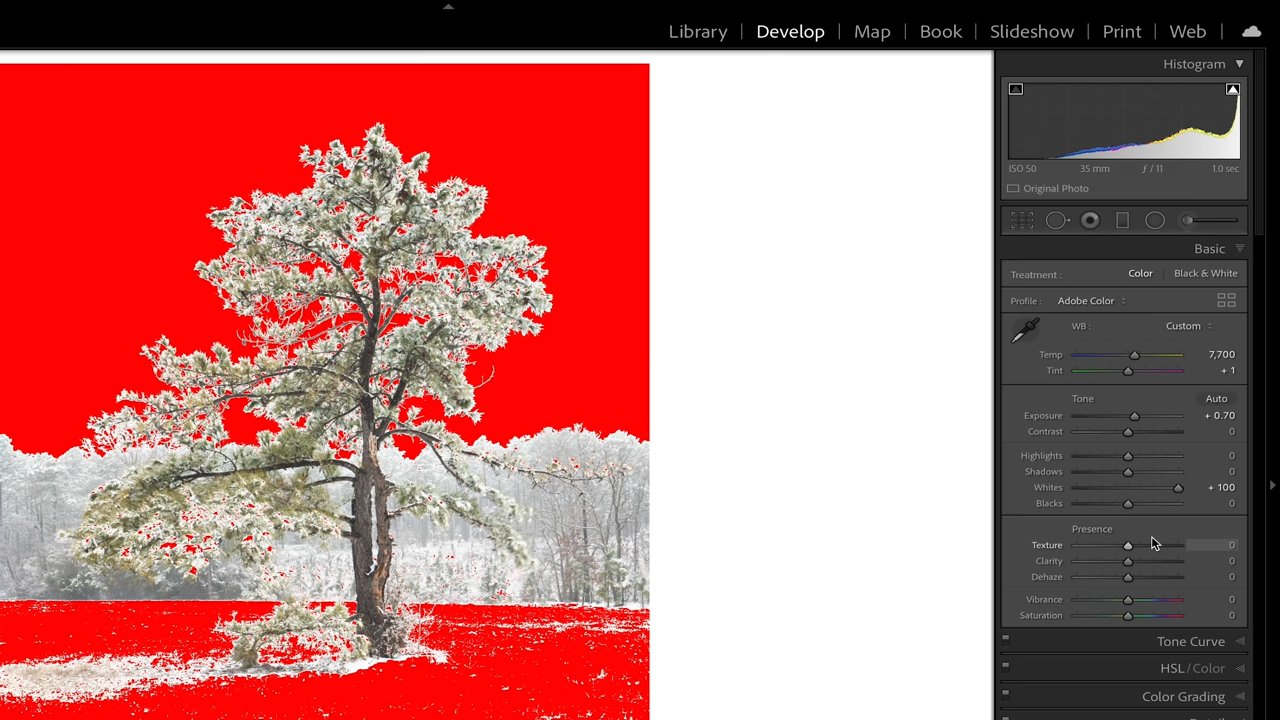 Library | Develop | Map | Book | Slideshow | Print | Web |
Histogram
ISO 50 35 mm ƒ / 11 1.0 sec
Original Photo
Basic
Treatment : Color | Black & White
Profile : Adobe Color
WB : Custom
Temp 7,700
Tint + 1
Tone Auto
Exposure + 0.70
Contrast 0
Highlights 0
Shadows 0
Whites + 100
Blacks 0
Presence
Texture 0
Clarity 0
Dehaze 0
Vibrance 0
Saturation 0
Tone Curve
HSL / Color
Color Grading